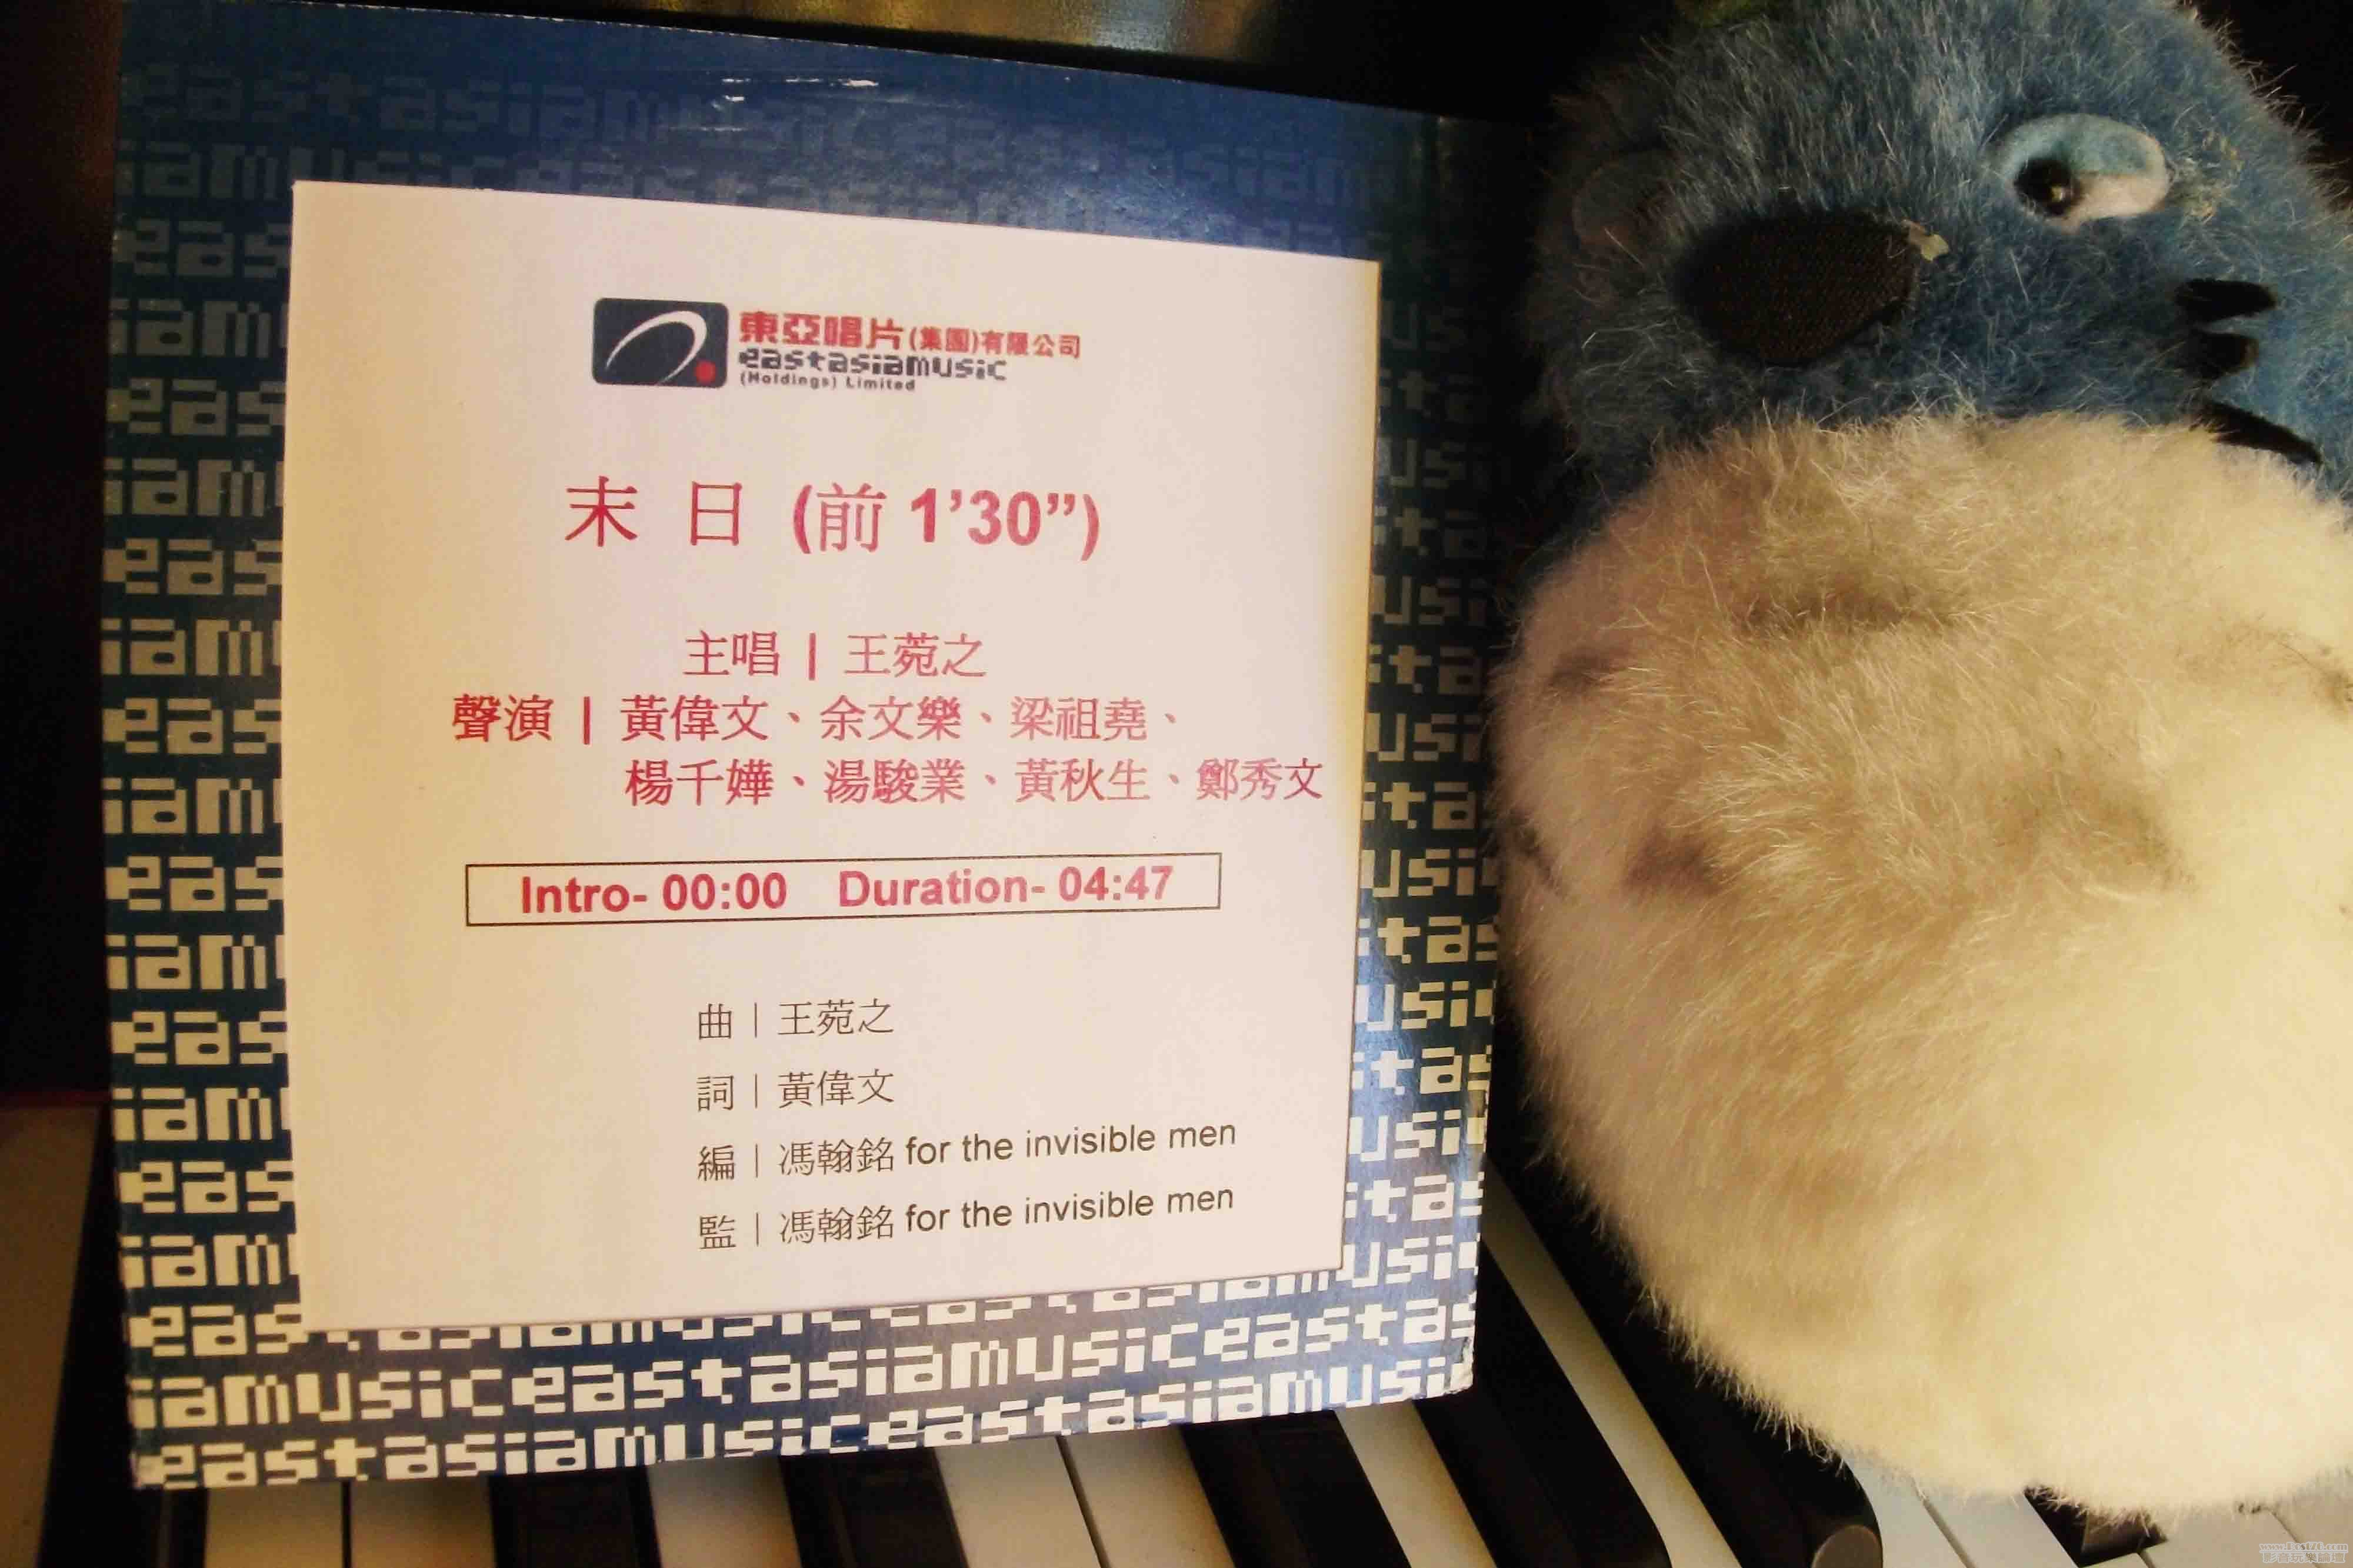 東亞唱片(集團)有限公司
eastasiamusic
(Holdings) Limited
末 日 (前 1’30”)
主唱 | 王菀之
聲演 | 黃偉文、余文樂、梁祖堯、
楊千嬅、湯駿業、黃秋生、鄭秀文
Intro- 00:00 Duration- 04:47
曲 | 王菀之
詞 | 黃偉文
編 | 馮翰銘 for the invisible men
監 | 馮翰銘 for the invisible men
iamusiceastasiamusiceastas
eastasiamusiceastasiamusic